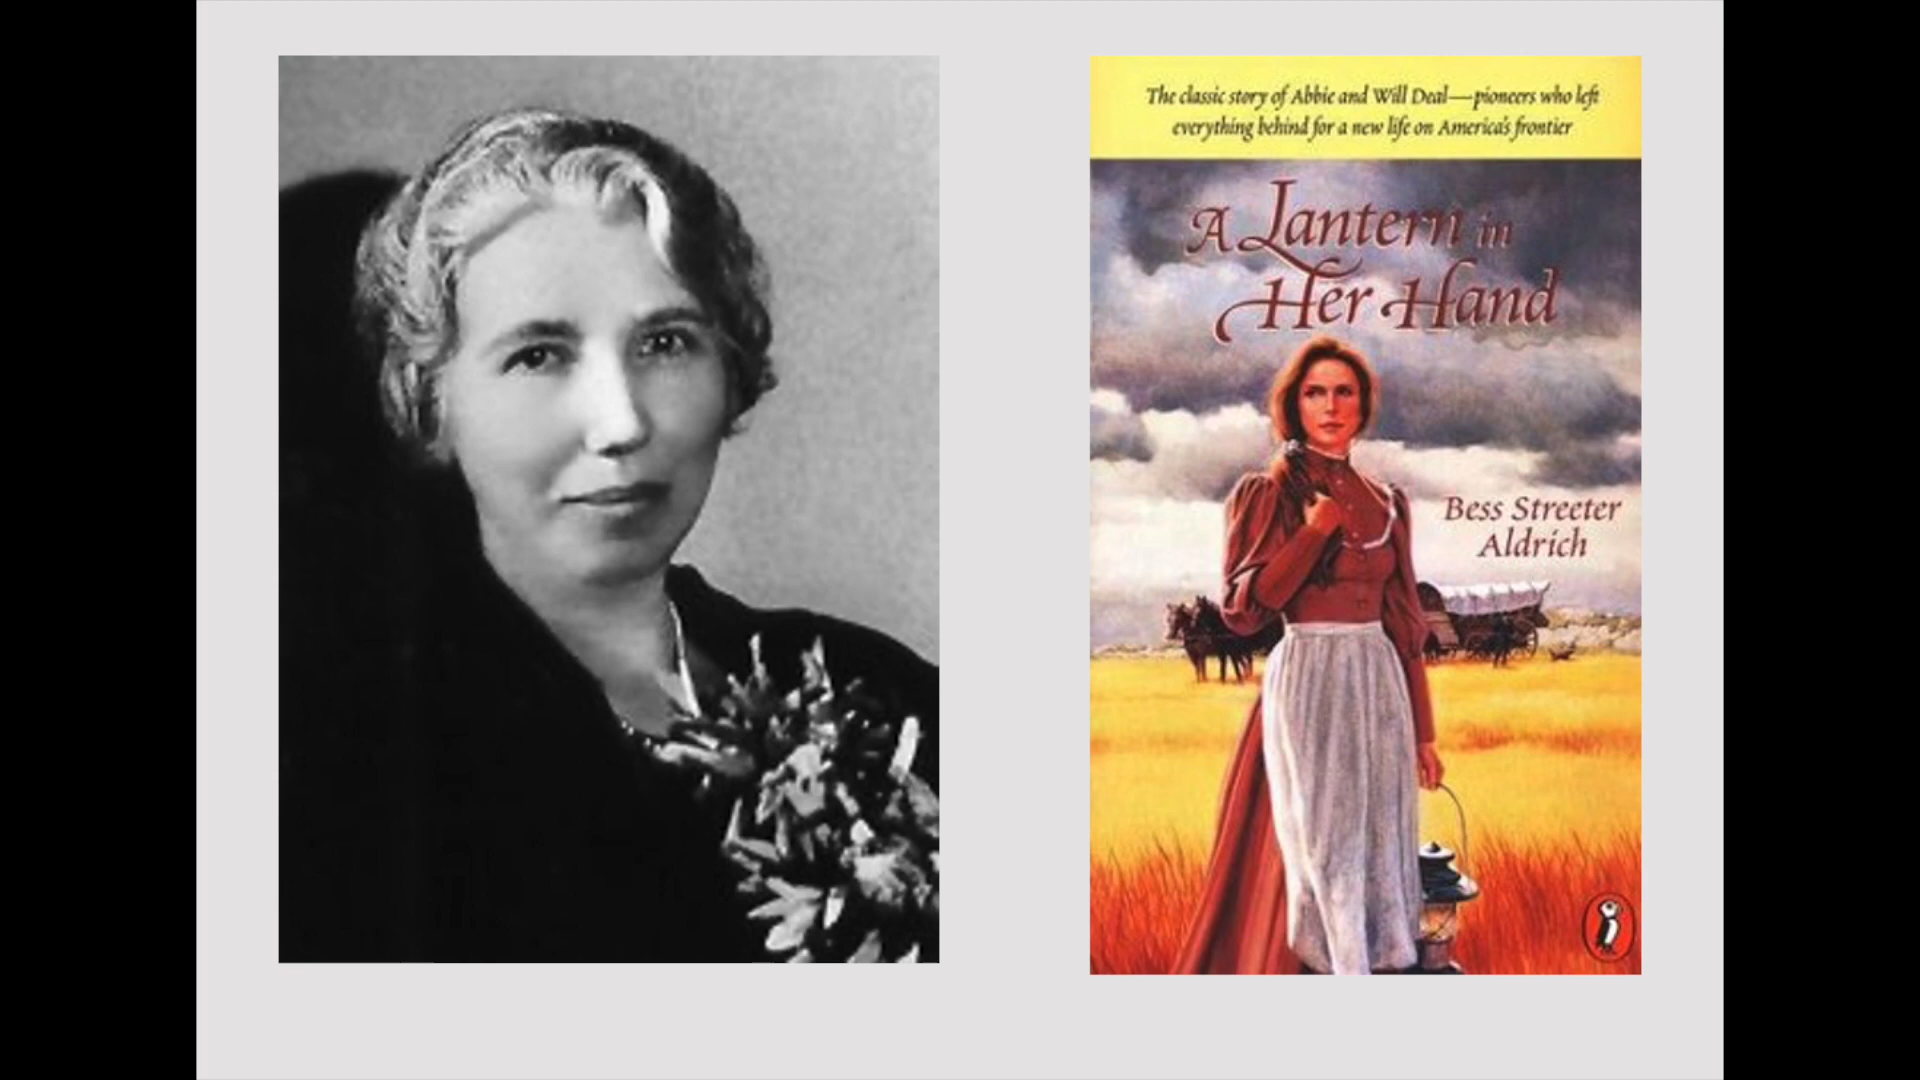 The classic story of Abbie and Will Deal—pioneers who left
everything behind for a new life on America's frontier
A Lantern in
Her Hand
Bess Streeter
Aldrich